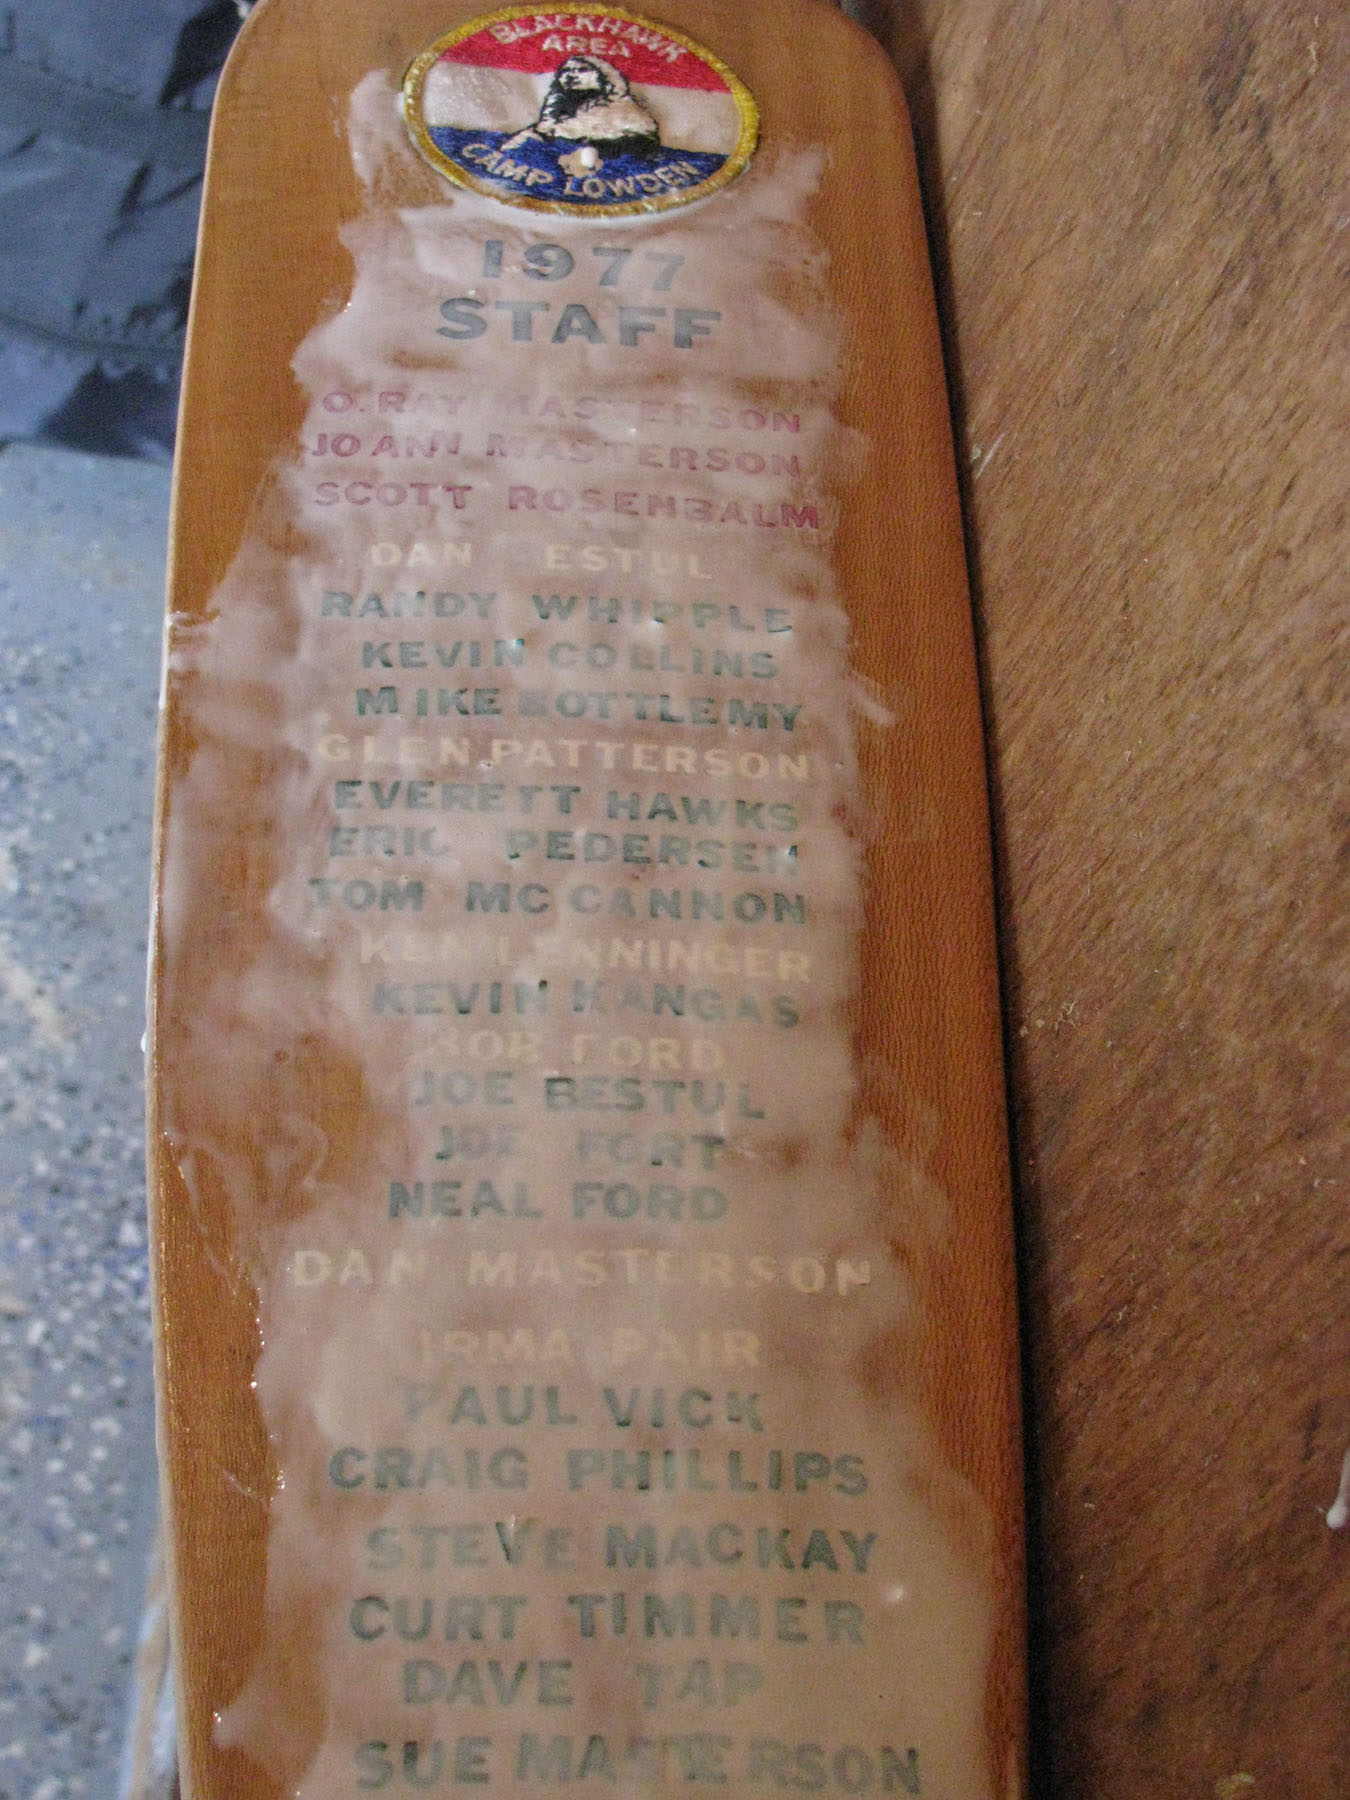 BLACKHAWK
AREA
CAMP LOWDEN
1977
STAFF
O. RAY MASTERSON
JO ANN MASTERSON
SCOTT ROSENBALM
DAN ESTUL
RANDY WHIPPLE
KEVIN COLLINS
MIKE BOTTLEMY
GLEN PATTERSON
EVERETT HAWKS
ERIC PEDERSEN
TOM MC CANNON
KEN LENNINGER
KEVIN KANGAS
BOB FORD
JOE BESTUL
JOE FORT
NEAL FORD
DAN MASTERSON
IRMA PAIR
PAUL VICK
CRAIG PHILLIPS
STEVE MACKAY
CURT TIMMER
DAVE TAP
SUE MASTERSON